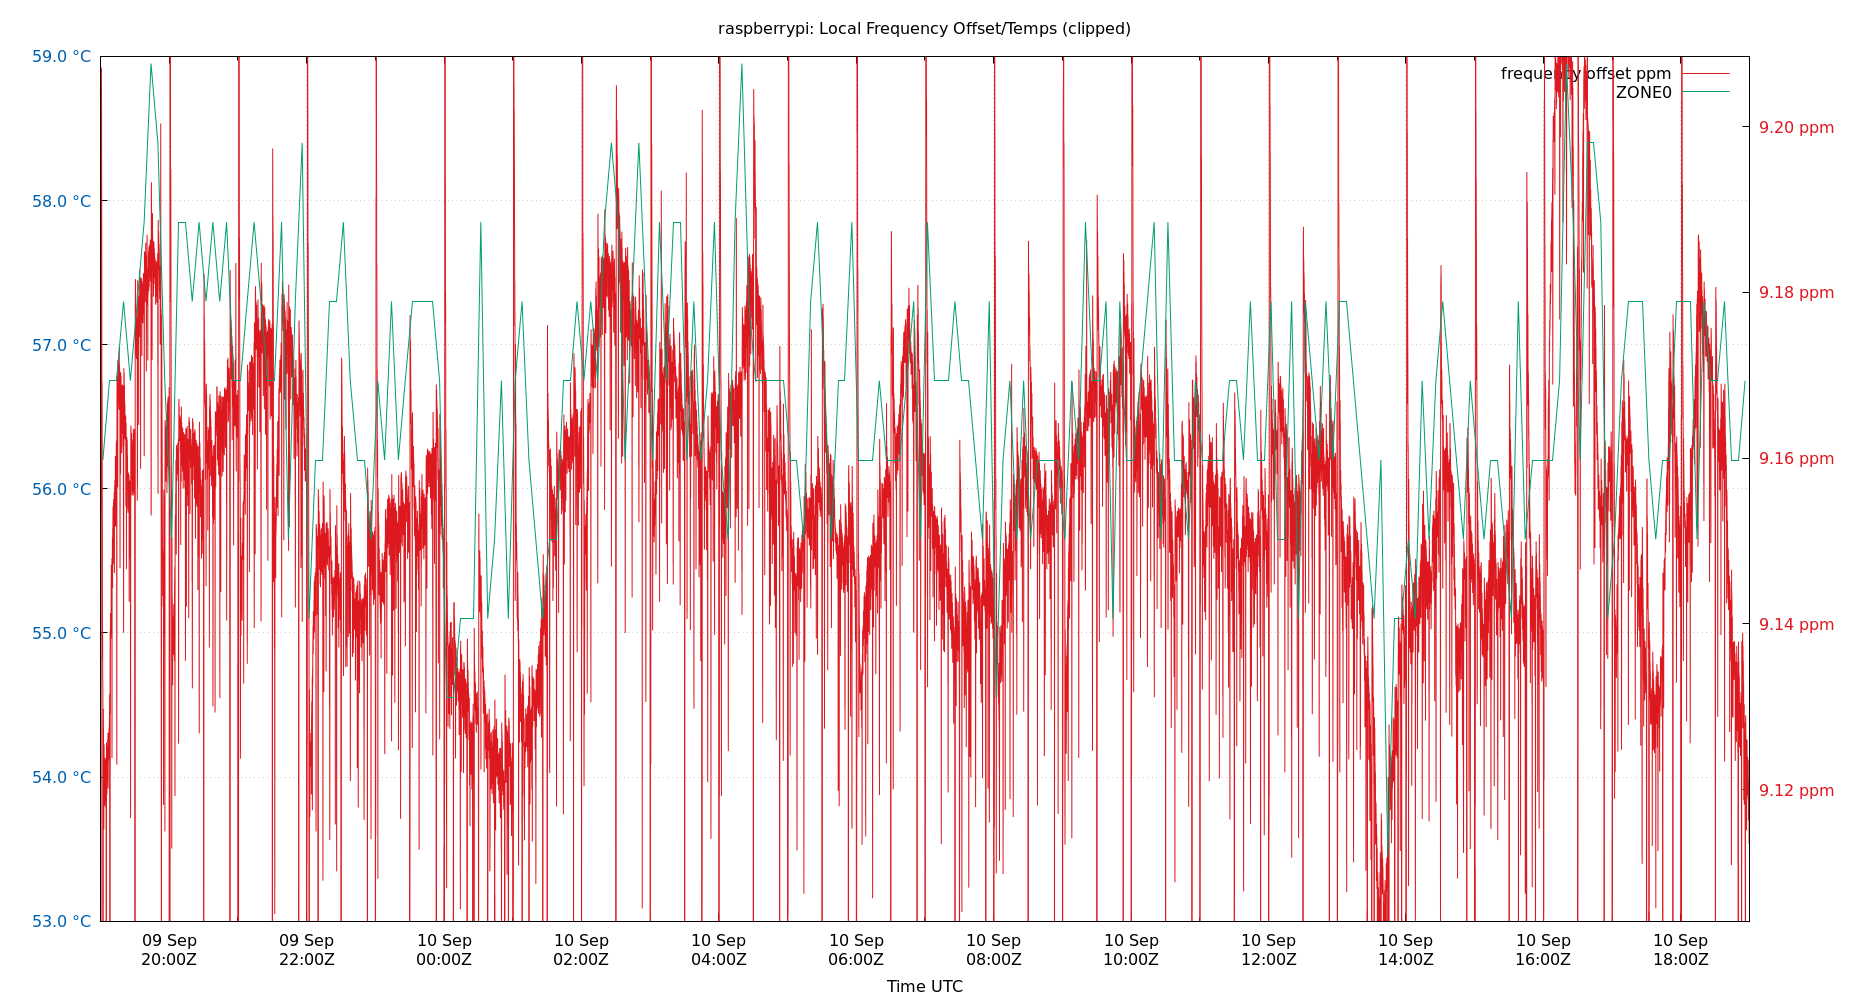 raspberrypi: Local Frequency Offset/Temps (clipped)
59.0 °C
58.0 °C
57.0 °C
56.0 °C
55.0 °C
54.0 °C
53.0 °C
frequency offset ppm
ZONE0
9.20 ppm
9.18 ppm
9.16 ppm
9.14 ppm
9.12 ppm
09 Sep 09 Sep 10 Sep 10 Sep 10 Sep 10 Sep 10 Sep 10 Sep 10 Sep 10 Sep 10 Sep 10 Sep
20:00Z 22:00Z 00:00Z 02:00Z 04:00Z 06:00Z 08:00Z 10:00Z 12:00Z 14:00Z 16:00Z 18:00Z
Time UTC